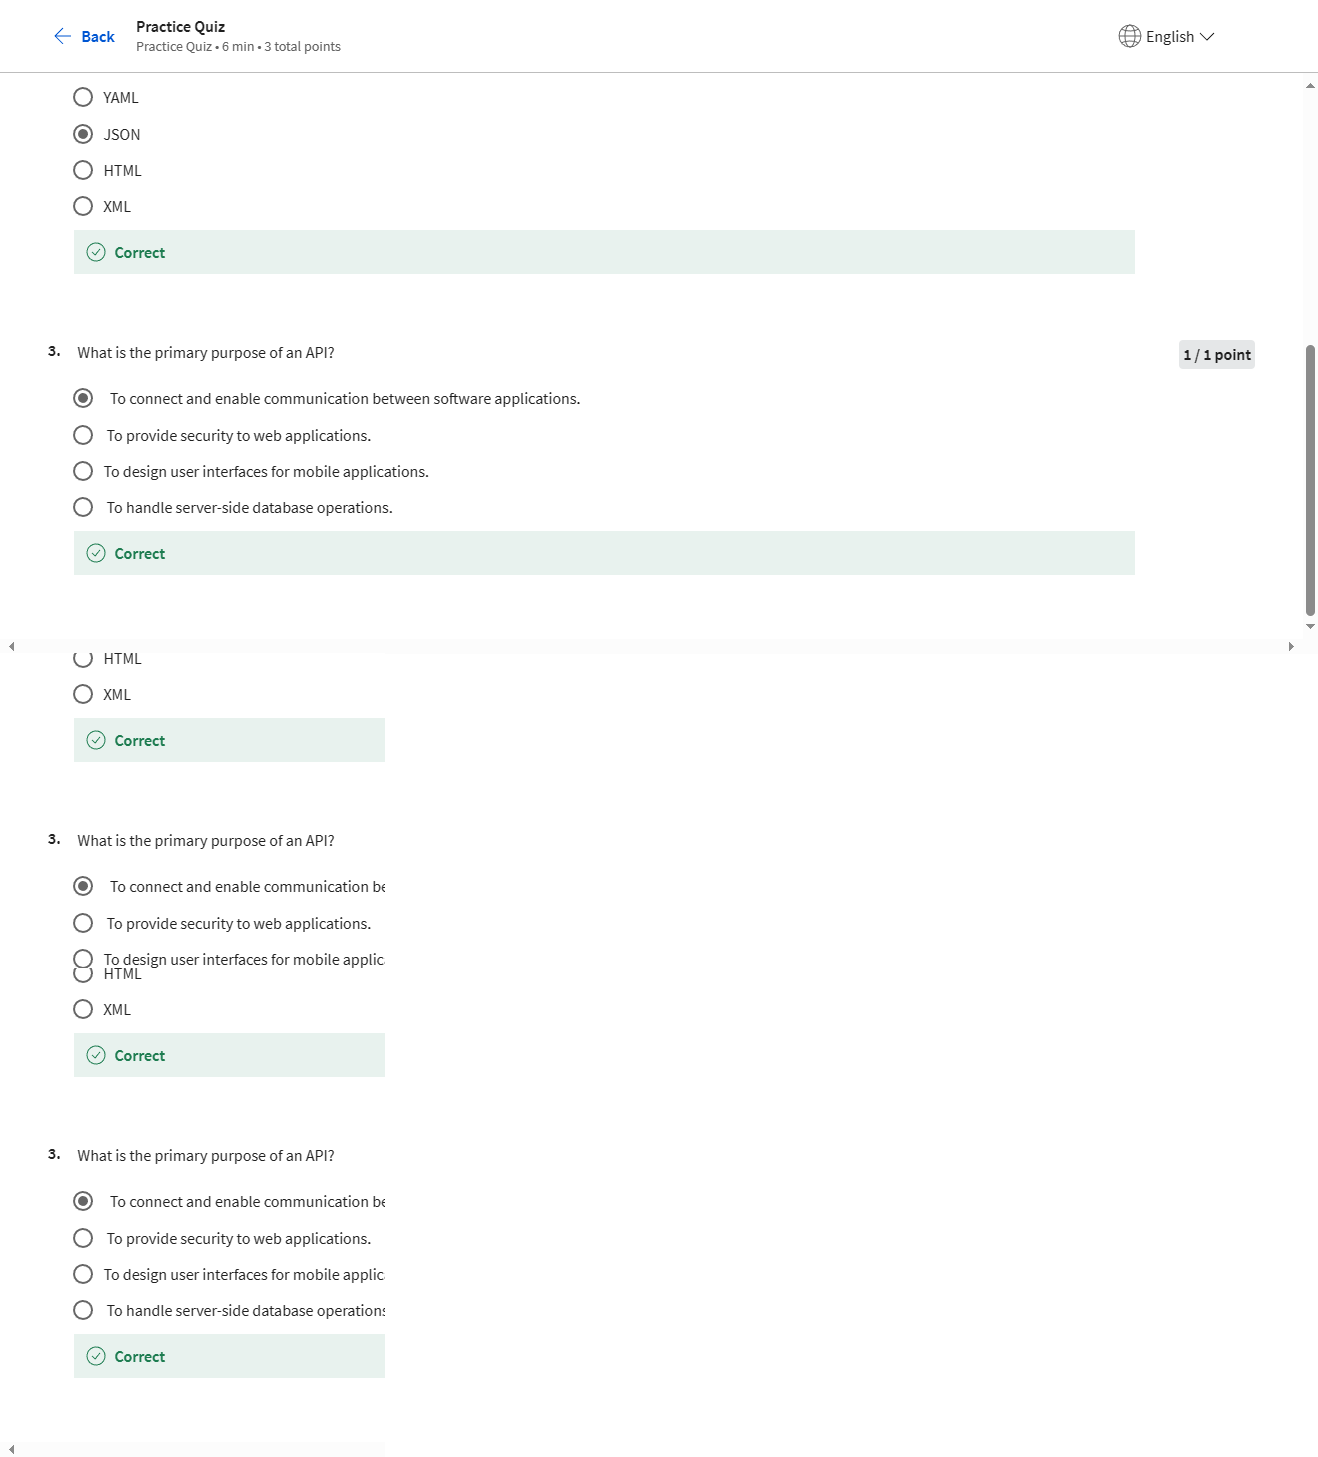 Back
Practice Quiz
Practice Quiz • 6 min • 3 total points
English
YAML
JSON
HTML
XML
Correct
3. What is the primary purpose of an API?
1 / 1 point
To connect and enable communication between software applications.
To provide security to web applications.
To design user interfaces for mobile applications.
To handle server-side database operations.
Correct
HTML
XML
Correct
3. What is the primary purpose of an API?
To connect and enable communication be
To provide security to web applications.
To design user interfaces for mobile applic
HTML
XML
Correct
3. What is the primary purpose of an API?
To connect and enable communication be
To provide security to web applications.
To design user interfaces for mobile applic
To handle server-side database operations
Correct